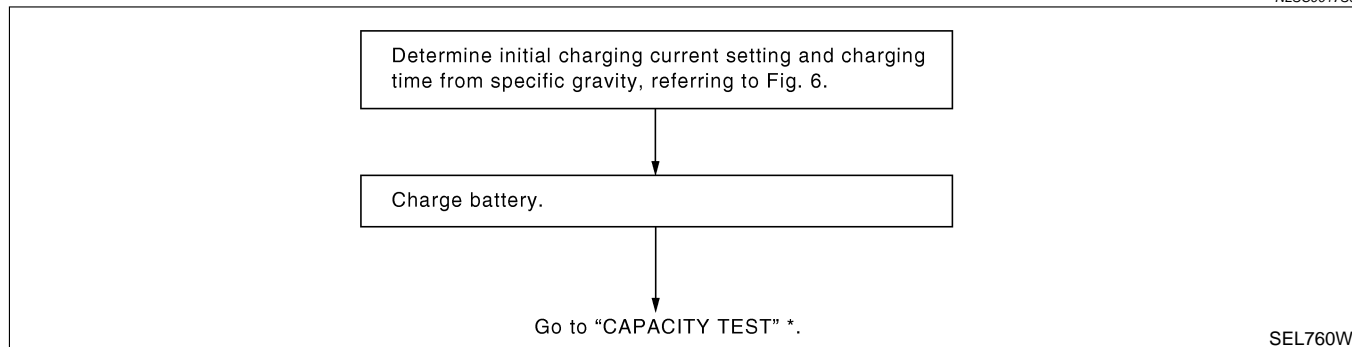 Determine initial charging current setting and charging
time from specific gravity, referring to Fig. 6.
Charge battery.
Go to “CAPACITY TEST” *.
SEL760W